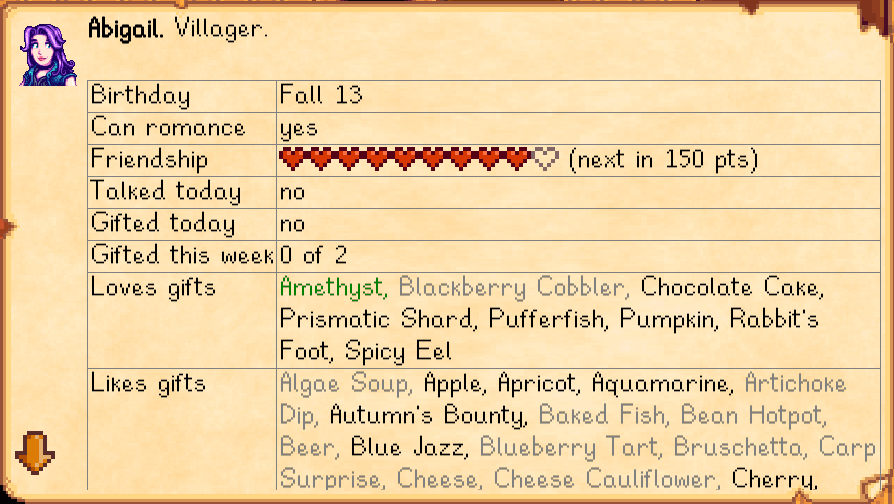 Abigail. Villager.
Birthday Fall 13
Can romance yes
Friendship (next in 150 pts)
Talked today no
Gifted today no
Gifted this week 0 of 2
Loves gifts Amethyst, Blackberry Cobbler, Chocolate Cake,
Prismatic Shard, Pufferfish, Pumpkin, Rabbit's
Foot, Spicy Eel
Likes gifts Algae Soup, Apple, Apricot, Aquamarine, Artichoke
Dip, Autumn's Bounty, Baked Fish, Bean Hotpot,
Beer, Blue Jazz, Blueberry Tart, Bruschetta, Carp
Surprise, Cheese, Cheese Cauliflower, Cherry,